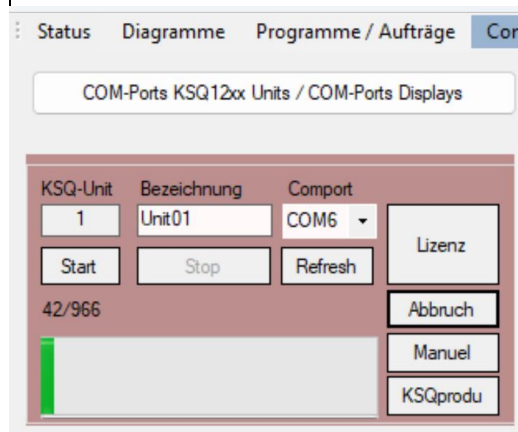 Status Diagramme Programme / Aufträge Cor
COM-Ports KSQ12xx Units / COM-Ports Displays
KSQ-Unit Bezeichnung Comport
1 Unit01 COM6
Lizenz
Start Stop Refresh
42/966 Abbruch
Manuel
KSQprodu